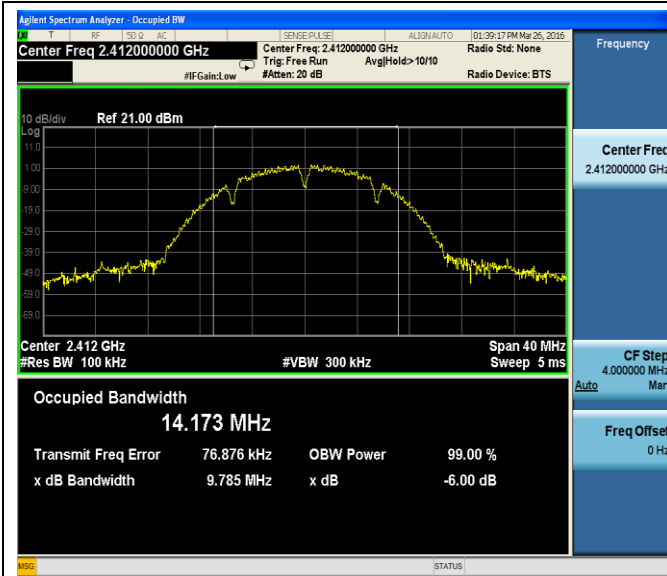 Agilent Spectrum Analyzer - Occupied BW
LXI T RF 50 Ω AC SENSE:PULSE ALIGNAUTO 01:39:17 PM Mar 26, 2016
Center Freq 2.412000000 GHz
Center Freq: 2.412000000 GHz
Radio Std: None
Trig: Free Run Avg|Hold:> 10/10
#IFGain:Low
#Atten: 20 dB
Radio Device: BTS
Frequency
10 dB/div Ref 21.00 dBm
Log
11.0
1.00
-9.00
-19.0
-29.0
-39.0
-49.0
-59.0
-69.0
Center 2.412 GHz Span 40 MHz
#Res BW 100 kHz #VBW 300 kHz Sweep 5 ms
Occupied Bandwidth
14.173 MHz
Transmit Freq Error 76.876 kHz OBW Power 99.00 %
x dB Bandwidth 9.785 MHz x dB -6.00 dB
Center Freq
2.412000000 GHz
CF Step
4.000000 MHz
Auto Man
Freq Offset
0 Hz
MSG STATUS